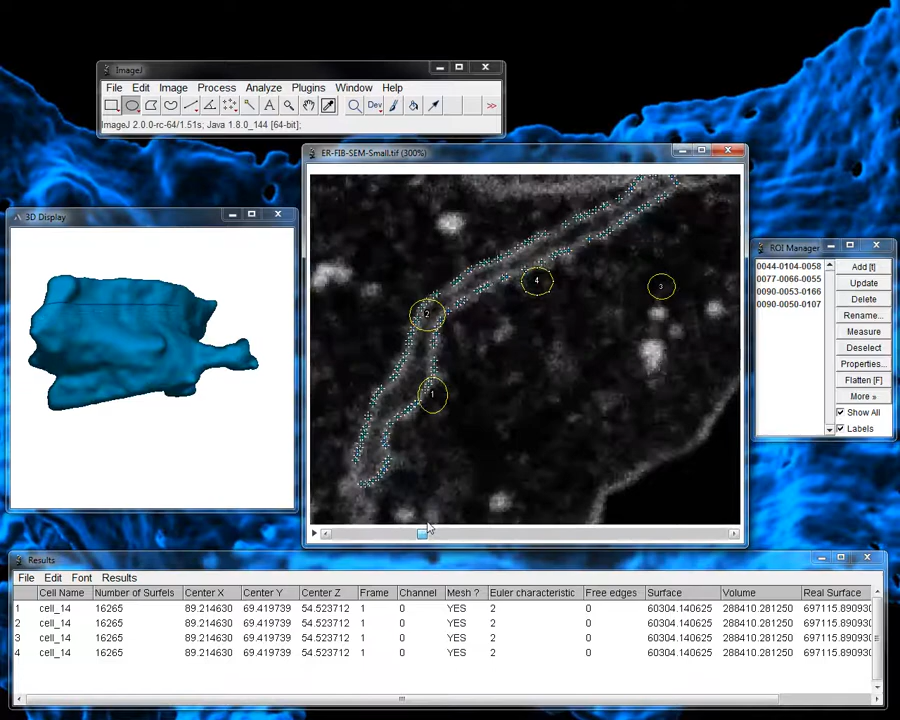 ImageJ
File Edit Image Process Analyze Plugins Window Help
A Dev >>
ImageJ 2.0.0-rc-64/1.51s; Java 1.8.0_144 [64-bit];
ER-FIB-SEM-Small.tif (300%)
3D Display
4
3
2
1
ROI Manager
0044-0104-0058
0077-0066-0055
0090-0053-0166
0090-0050-0107
Add [t]
Update
Delete
Rename...
Measure
Deselect
Properties...
Flatten [F]
More »
Show All
Labels
Results
File Edit Font Results
Cell Name Number of Surfels Center X Center Y Center Z Frame Channel Mesh ? Euler characteristic Free edges Surface Volume Real Surface
1 cell_14 16265 89.214630 69.419739 54.523712 1 0 YES 2 0 60304.140625 288410.281250 697115.890930
2 cell_14 16265 89.214630 69.419739 54.523712 1 0 YES 2 0 60304.140625 288410.281250 697115.890930
3 cell_14 16265 89.214630 69.419739 54.523712 1 0 YES 2 0 60304.140625 288410.281250 697115.890930
4 cell_14 16265 89.214630 69.419739 54.523712 1 0 YES 2 0 60304.140625 288410.281250 697115.890930